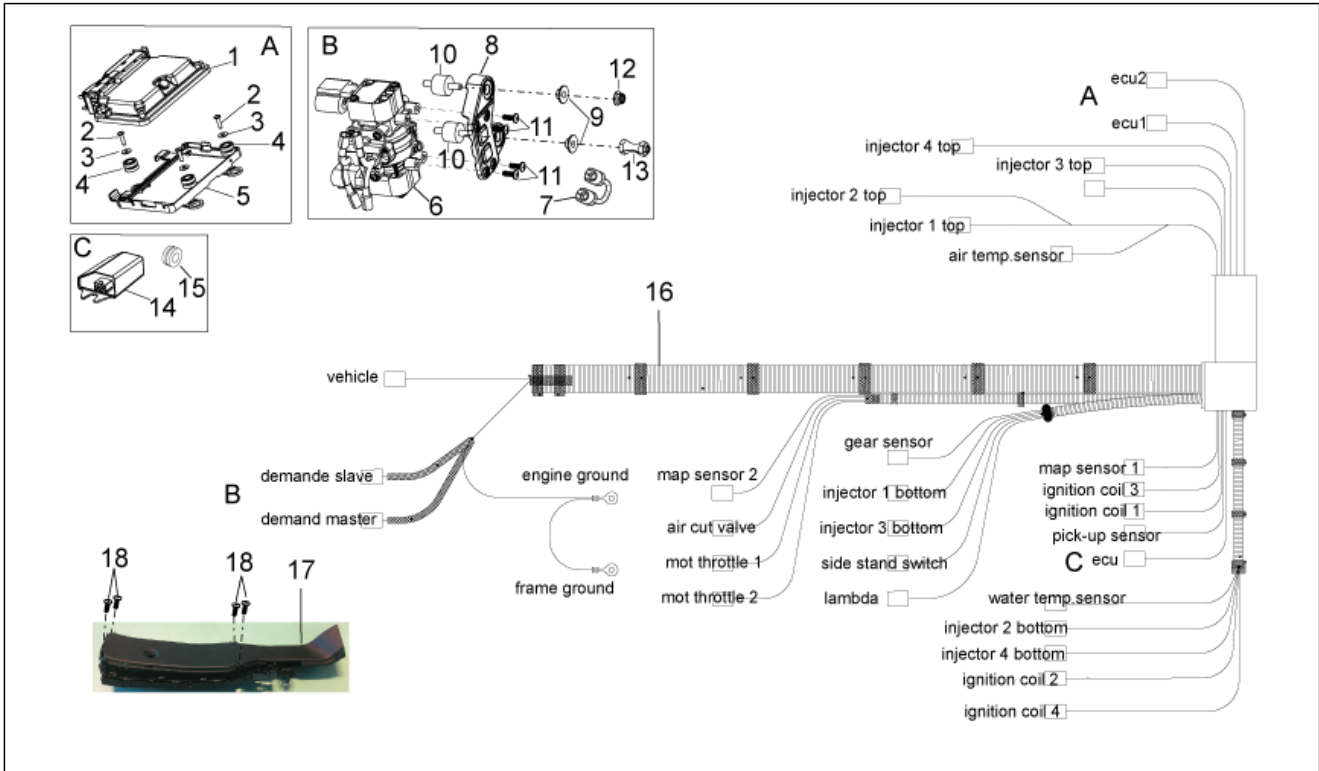 A
1
2
3
4
2
3
4
5
B
10
8
12
9
11
10
11
13
6
7
C
14
15
A
ecu2
ecu1
injector 4 top
injector 3 top
injector 2 top
injector 1 top
air temp.sensor
16
vehicle
B
demande slave
demand master
engine ground
frame ground
map sensor 2
air cut valve
mot throttle 1
mot throttle 2
gear sensor
injector 1 bottom
injector 3 bottom
side stand switch
lambda
map sensor 1
ignition coil 3
ignition coil 1
pick-up sensor
C
ecu
water temp.sensor
injector 2 bottom
injector 4 bottom
ignition coil 2
ignition coil 4
18
18
17